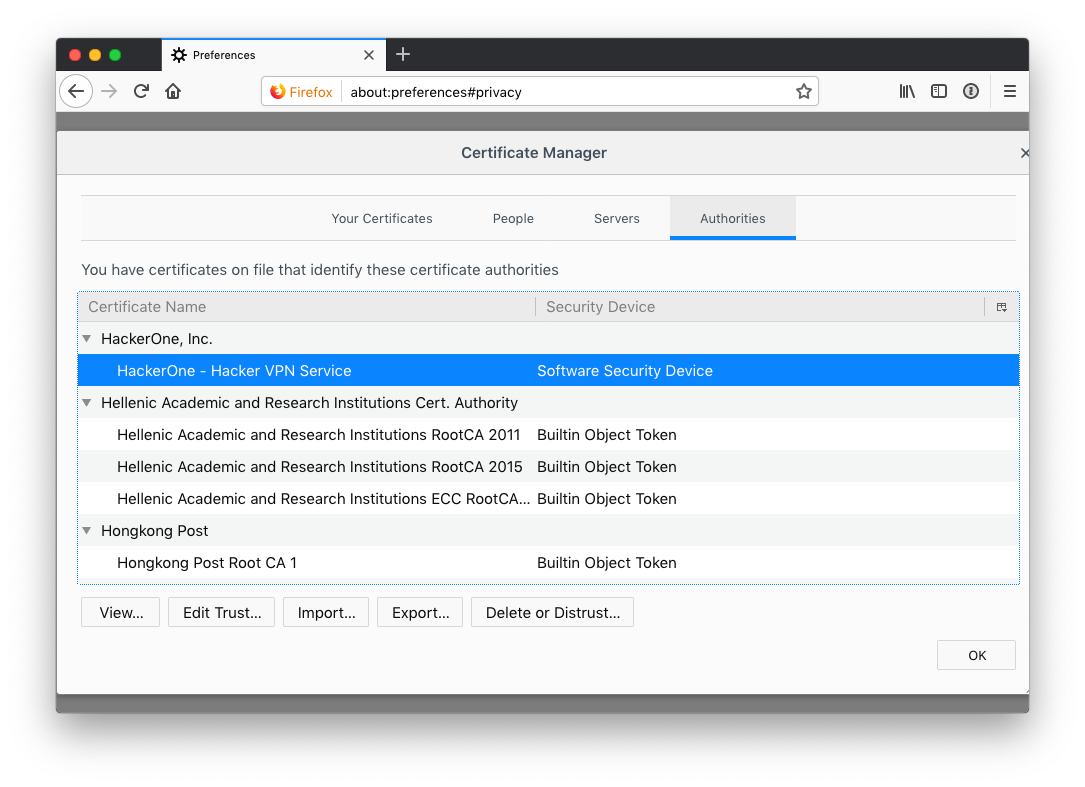 Preferences
Firefox about:preferences#privacy
Certificate Manager
Your Certificates People Servers Authorities
You have certificates on file that identify these certificate authorities
Certificate Name Security Device
HackerOne, Inc.
HackerOne - Hacker VPN Service Software Security Device
Hellenic Academic and Research Institutions Cert. Authority
Hellenic Academic and Research Institutions RootCA 2011 Builtin Object Token
Hellenic Academic and Research Institutions RootCA 2015 Builtin Object Token
Hellenic Academic and Research Institutions ECC RootCA... Builtin Object Token
Hongkong Post
Hongkong Post Root CA 1 Builtin Object Token
View... Edit Trust... Import... Export... Delete or Distrust...
OK